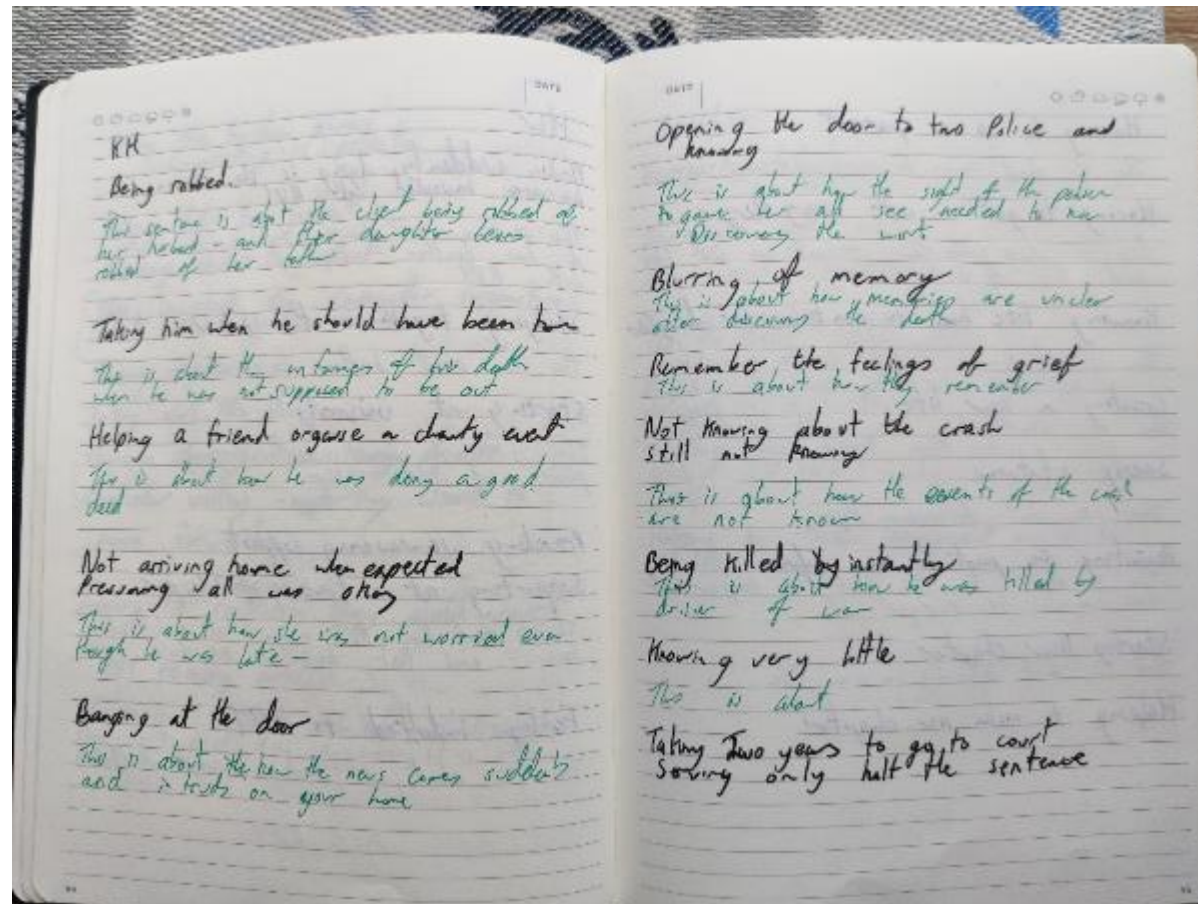 DATE
KH
Being robbed.
This sentence is about the client being robbed of
her husband - and their daughter being
robbed of her father
Taking him when he should have been
This is about the of his death
when he was not supposed to be out
Helping a friend organise a charity event
This is about how he was doing a good
deed
Not arriving home when expected
Pressuming all was okay
This is about how she was not worried even
though he was late -
Banging at the door
This is about the how the news comes suddenly
and on your home
DATE
Opening the door to two Police and
knowing
This is about how the sight of the police
gave her all see needed to know
Discovering the worst
Blurring of memory
This is about how memories are unclear
after discovering the death
Remember the feelings of grief
This is about how they remember
Not Knowing about the crash
still not knowing
This is about how the events of the crash
are not known
Being killed by instantly
This is about how he was killed by
driver of
Knowing very little
This is about
Taking Two years to go to court
Serving only half the sentence